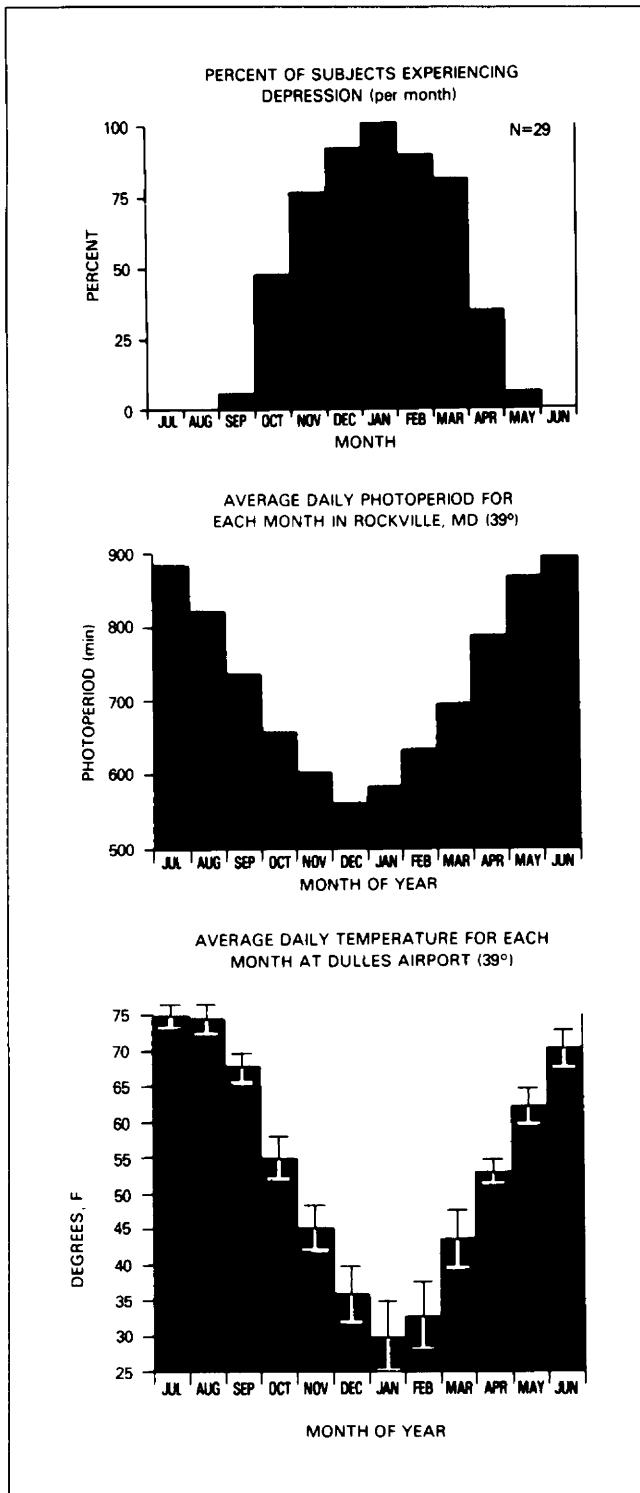 PERCENT OF SUBJECTS EXPERIENCING
DEPRESSION (per month)
N=29
100
75
50
25
0
PERCENT
JUL AUG SEP OCT NOV DEC JAN FEB MAR APR MAY JUN
MONTH
AVERAGE DAILY PHOTOPERIOD FOR
EACH MONTH IN ROCKVILLE, MD (39º)
900
800
700
600
500
PHOTOPERIOD (min)
JUL AUG SEP OCT NOV DEC JAN FEB MAR APR MAY JUN
MONTH OF YEAR
AVERAGE DAILY TEMPERATURE FOR EACH
MONTH AT DULLES AIRPORT (39º)
75
70
65
60
55
50
45
40
35
30
25
DEGREES, F
JUL AUG SEP OCT NOV DEC JAN FEB MAR APR MAY JUN
MONTH OF YEAR